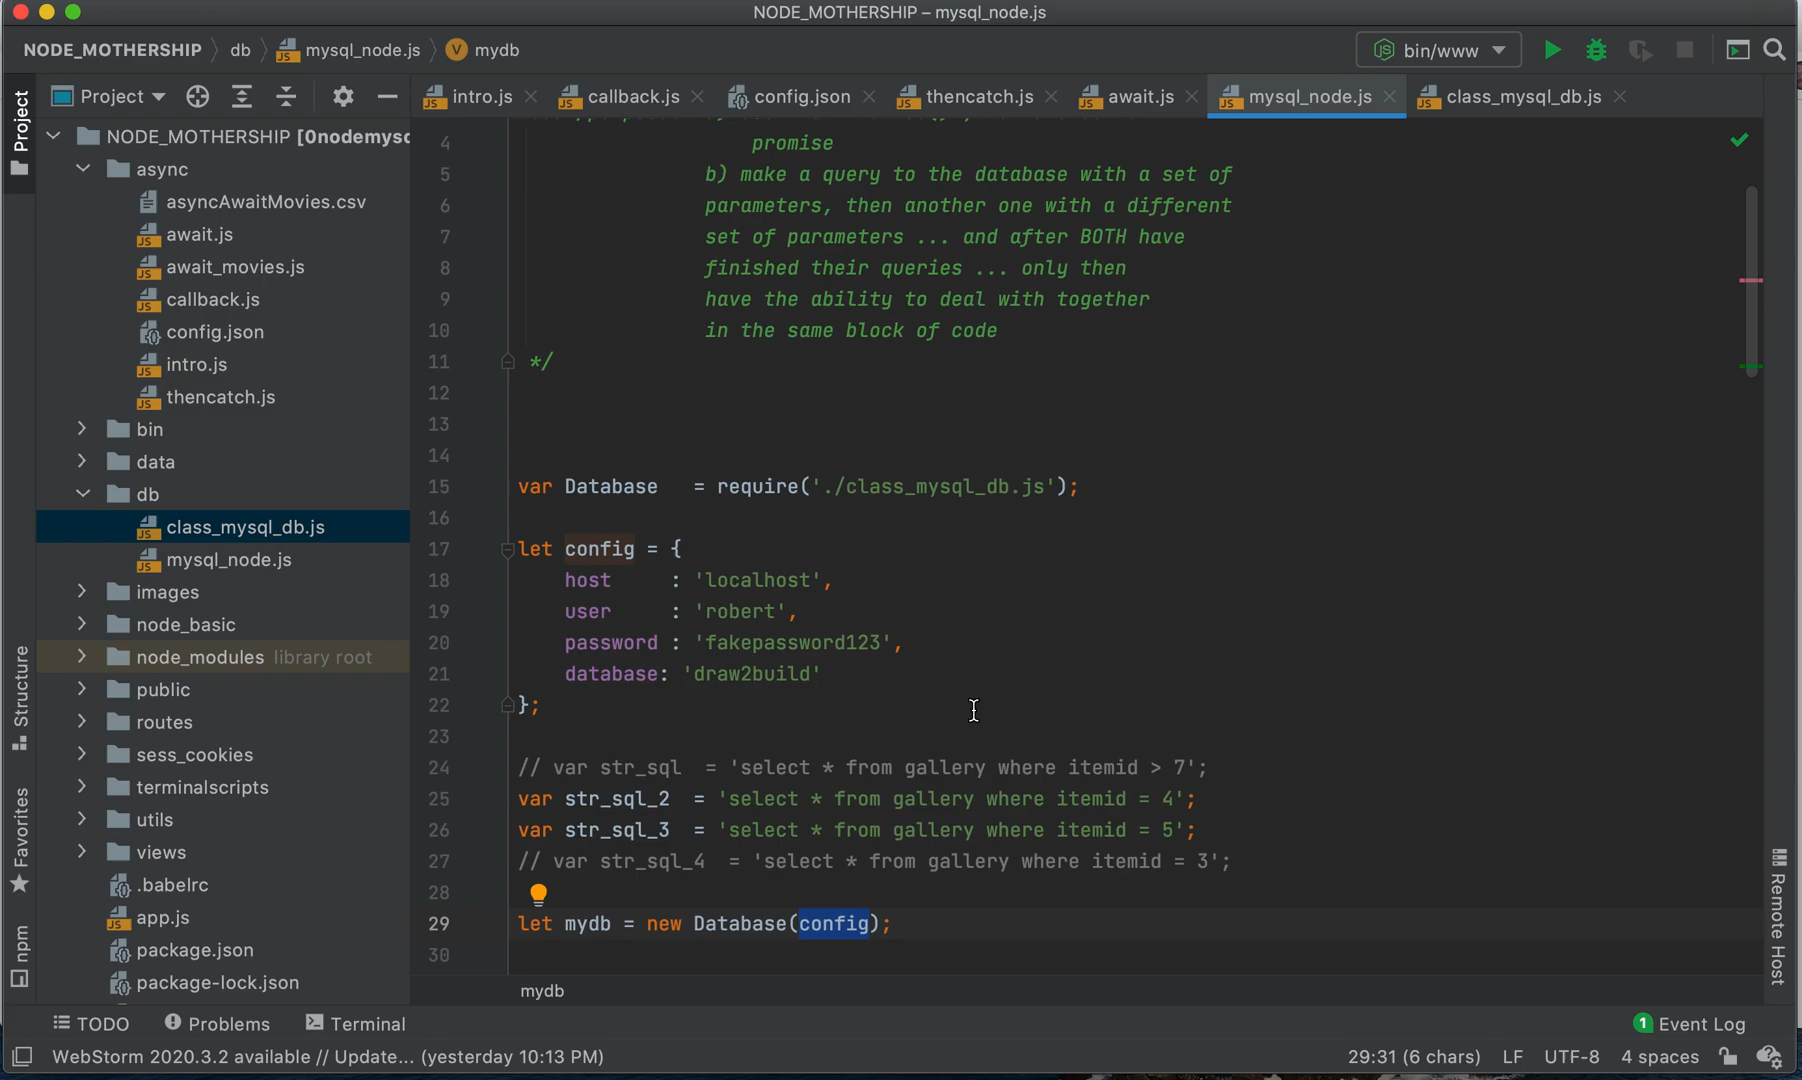 NODE_MOTHERSHIP – mysql_node.js
NODE_MOTHERSHIP db mysql_node.js V mydb
bin/www
Project
Project
intro.js callback.js config.json thencatch.js await.js mysql_node.js class_mysql_db.js
NODE_MOTHERSHIP [0nodemysc
async
asyncAwaitMovies.csv
await.js
await_movies.js
callback.js
config.json
intro.js
thencatch.js
bin
data
db
class_mysql_db.js
mysql_node.js
images
node_basic
node_modules library root
public
routes
sess_cookies
terminalscripts
utils
views
.babelrc
app.js
package.json
package-lock.json
Structure
Favorites
npm
4 promise
5 b) make a query to the database with a set of
6 parameters, then another one with a different
7 set of parameters ... and after BOTH have
8 finished their queries ... only then
9 have the ability to deal with together
10 in the same block of code
11 */
12
13
14
15 var Database = require('./class_mysql_db.js');
16
17 let config = {
18 host : 'localhost',
19 user : 'robert',
20 password : 'fakepassword123',
21 database: 'draw2build'
22 };
23
24 // var str_sql = 'select * from gallery where itemid > 7';
25 var str_sql_2 = 'select * from gallery where itemid = 4';
26 var str_sql_3 = 'select * from gallery where itemid = 5';
27 // var str_sql_4 = 'select * from gallery where itemid = 3';
28
29 let mydb = new Database(config);
30
mydb
Remote Host
TODO Problems Terminal
1 Event Log
WebStorm 2020.3.2 available // Update... (yesterday 10:13 PM)
29:31 (6 chars) LF UTF-8 4 spaces